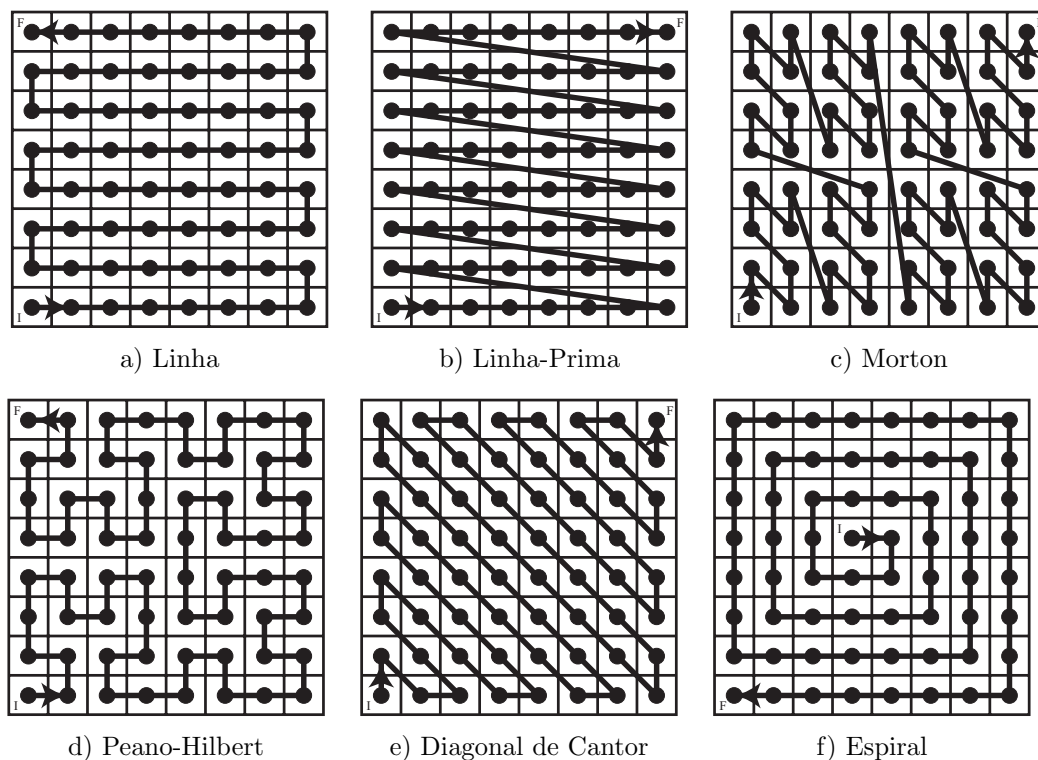 F
F
F
I
I
I
a) Linha
b) Linha-Prima
c) Morton
F
F
I
I
I
F
d) Peano-Hilbert
e) Diagonal de Cantor
f) Espiral